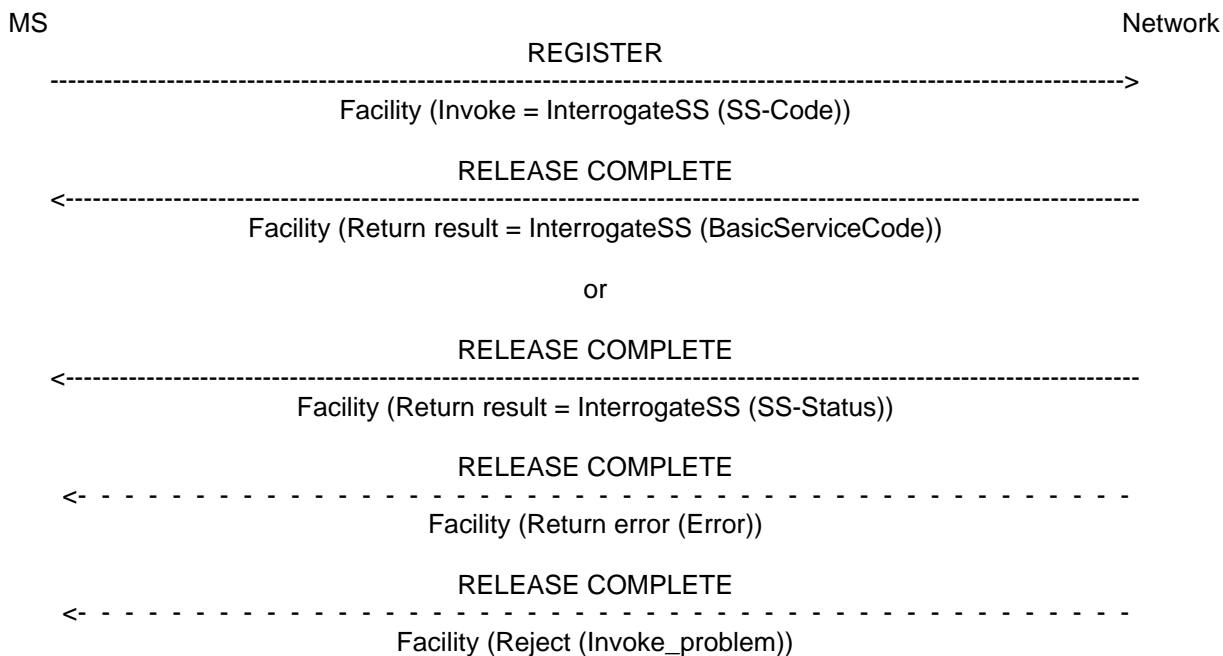 MS Network
REGISTER
------------------------------------------------------------------------------------------------------------------------>
Facility (Invoke = InterrogateSS (SS-Code))
RELEASE COMPLETE
<------------------------------------------------------------------------------------------------------------------------
Facility (Return result = InterrogateSS (BasicServiceCode))
or
RELEASE COMPLETE
<------------------------------------------------------------------------------------------------------------------------
Facility (Return result = InterrogateSS (SS-Status))
RELEASE COMPLETE
<- - - - - - - - - - - - - - - - - - - - - - - - - - - - - - - - - - - - - - - - - - - - - - - - - - - -
Facility (Return error (Error))
RELEASE COMPLETE
<- - - - - - - - - - - - - - - - - - - - - - - - - - - - - - - - - - - - - - - - - - - - - - - - - - - -
Facility (Reject (Invoke_problem))